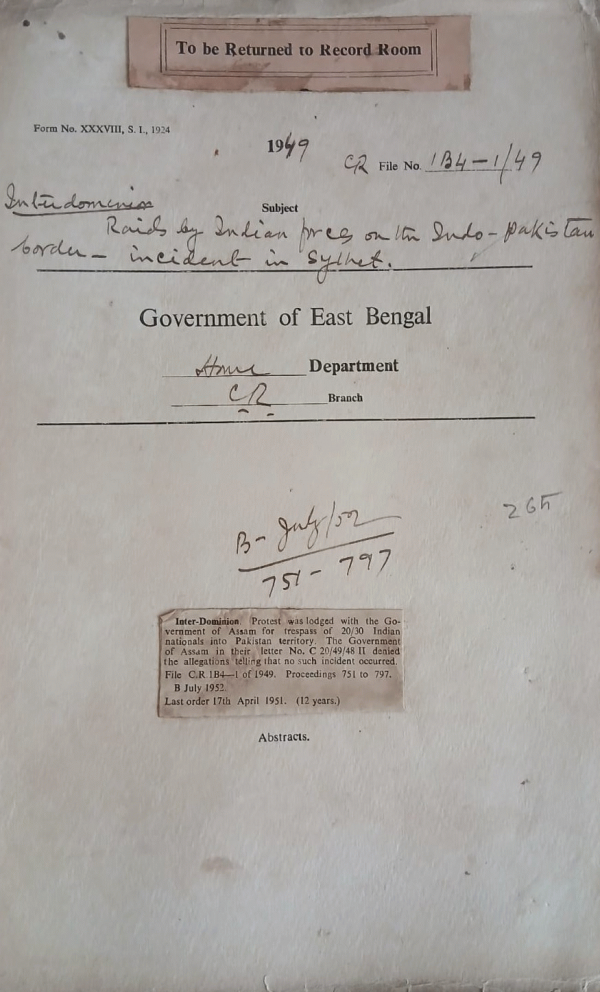 To be Returned to Record Room
Form No. XXXVIII, S. I., 1924
1949
CR File No. 1B4-1/49
Interdominion
Subject
Raids by Indian forces on the Indo-Pakistan
border - incident in Sylhet.
Government of East Bengal
Home Department
CR Branch
B- July/52
751 - 797
Inter-Dominion. Protest was lodged with the Go-
vernment of Assam for trespass of 20/30 Indian
nationals into Pakistan territory. The Government
of Assam in their letter No. C 20/49/48 II denied
the allegations telling that no such incident occurred.
File C.R. 1B4—1 of 1949. Proceedings 751 to 797.
B July 1952.
Last order 17th April 1951. (12 years.)
Abstracts.